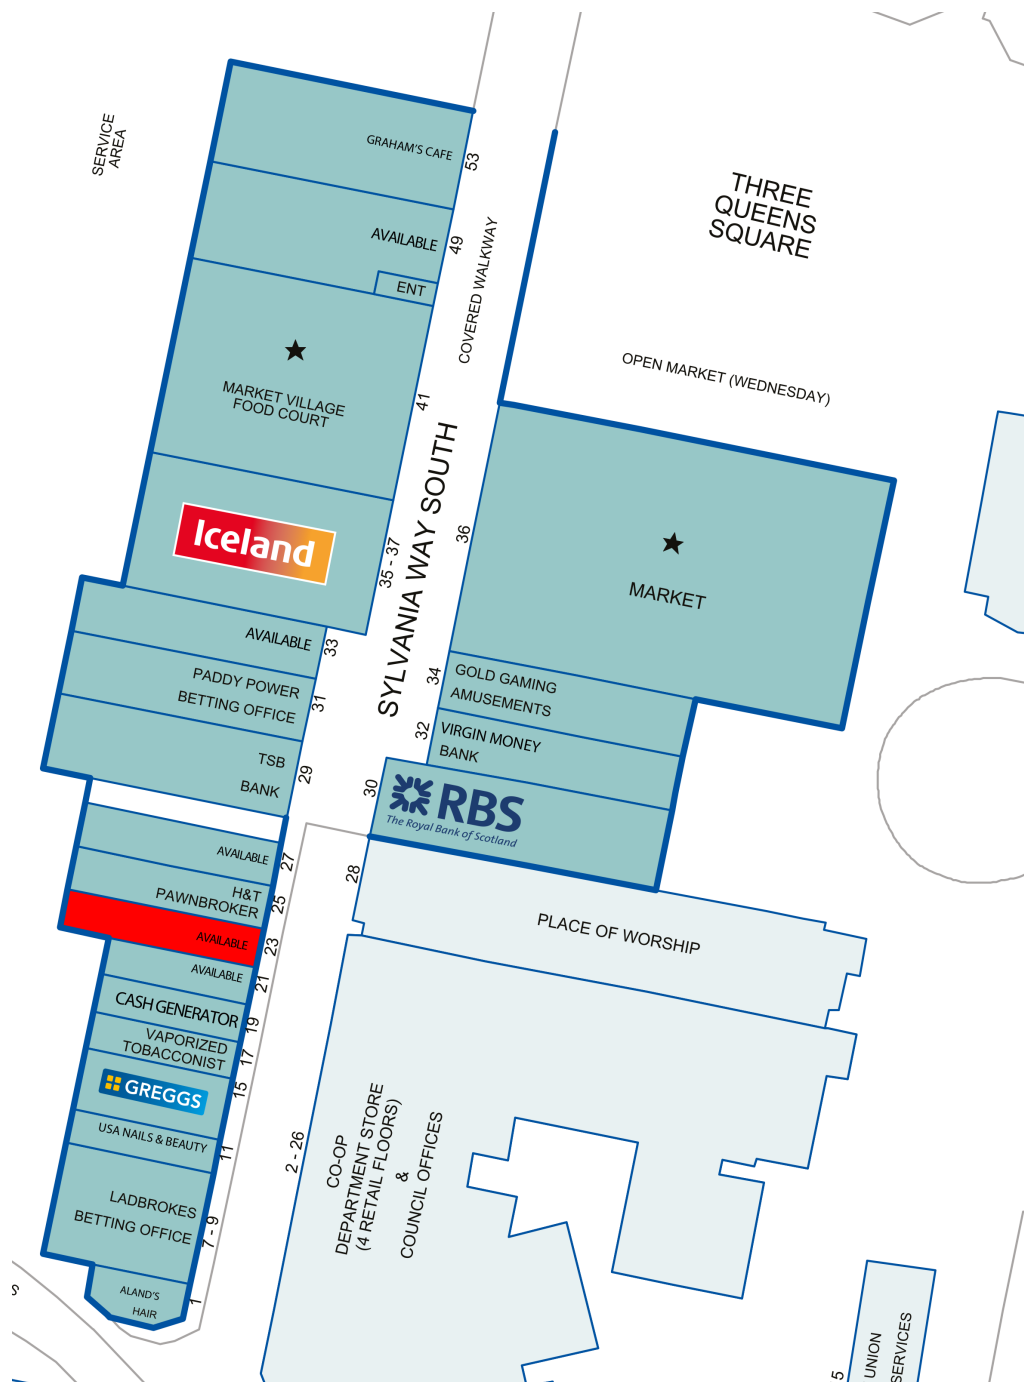 SERVICE
AREA
GRAHAM'S CAFE
53
AVAILABLE
49
ENT
COVERED WALKWAY
THREE
QUEENS
SQUARE
OPEN MARKET (WEDNESDAY)
MARKET VILLAGE
FOOD COURT
41
SYLVANIA WAY SOUTH
Iceland
35 - 37
36
MARKET
AVAILABLE
33
PADDY POWER
BETTING OFFICE
31
TSB
BANK
29
34
GOLD GAMING
AMUSEMENTS
32
VIRGIN MONEY
BANK
30
RBS
The Royal Bank of Scotland
28
PLACE OF WORSHIP
AVAILABLE
27
H&T
PAWNBROKER
25
AVAILABLE
23
AVAILABLE
21
CASH GENERATOR
19
VAPORIZED
TOBACCONIST
17
GREGGS
15
USA NAILS & BEAUTY
11
LADBROKES
BETTING OFFICE
7 - 9
ALAND'S
HAIR
1
2 - 26
CO-OP
DEPARTMENT STORE
(4 RETAIL FLOORS)
&
COUNCIL OFFICES
5
UNION
SERVICES
S